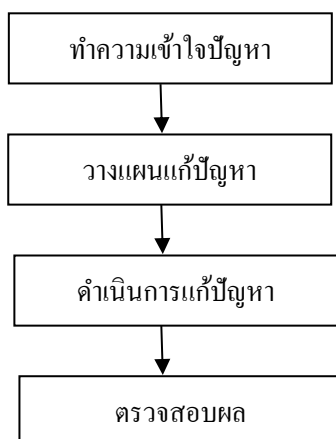 ทำความเข้าใจปัญหา
วางแผนแก้ปัญหา
ดำเนินการแก้ปัญหา
ตรวจสอบผล